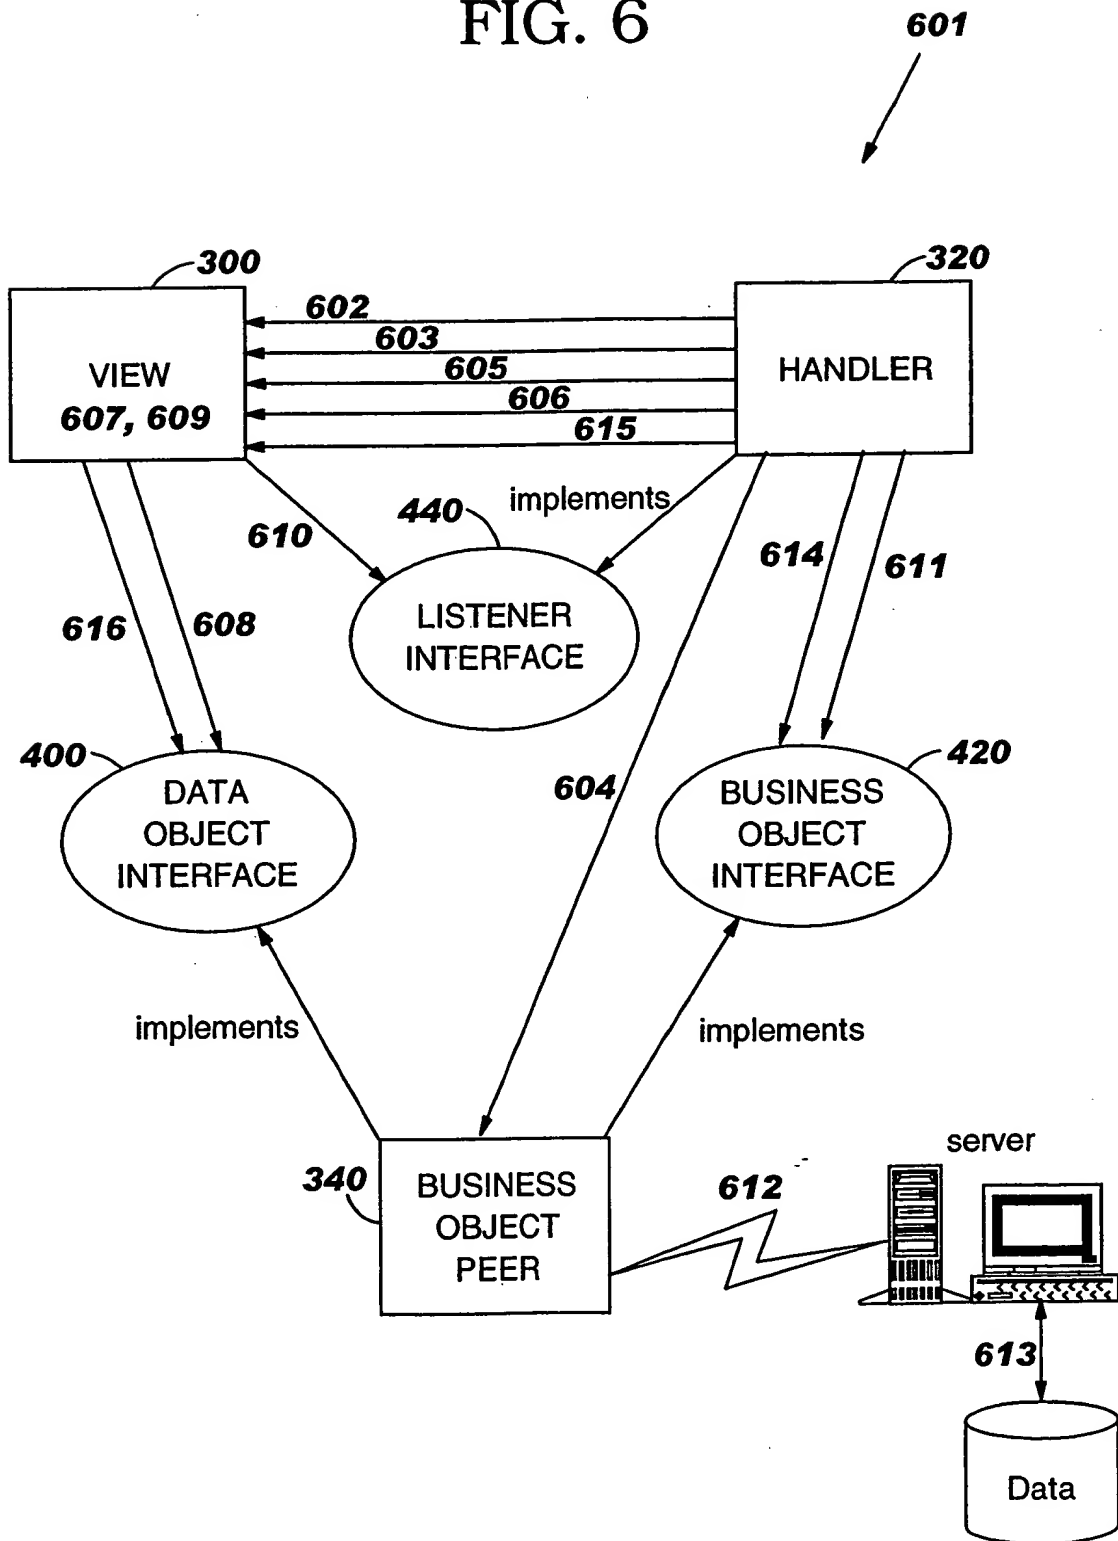 FIG. 6
601
300
320
602
603
605
606
615
VIEW
607, 609
HANDLER
implements
440
610
614
611
616
608
LISTENER
INTERFACE
400
420
604
DATA
OBJECT
INTERFACE
BUSINESS
OBJECT
INTERFACE
implements
implements
server
340
612
BUSINESS
OBJECT
PEER
613
Data